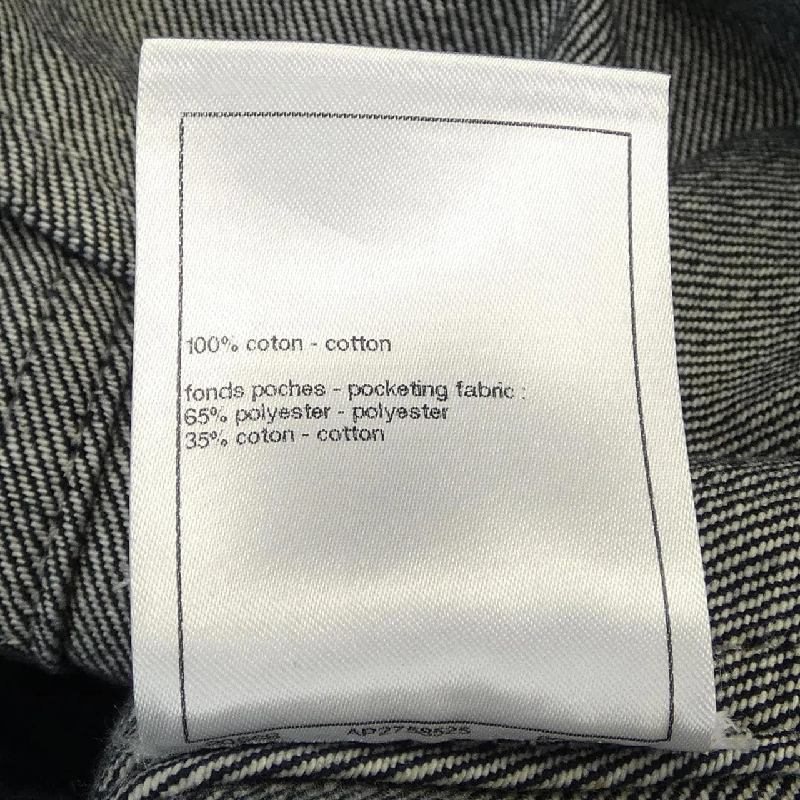 100% coton - cotton
fonds poches - pocketing fabric :
65% polyester - polyester
35% coton - cotton